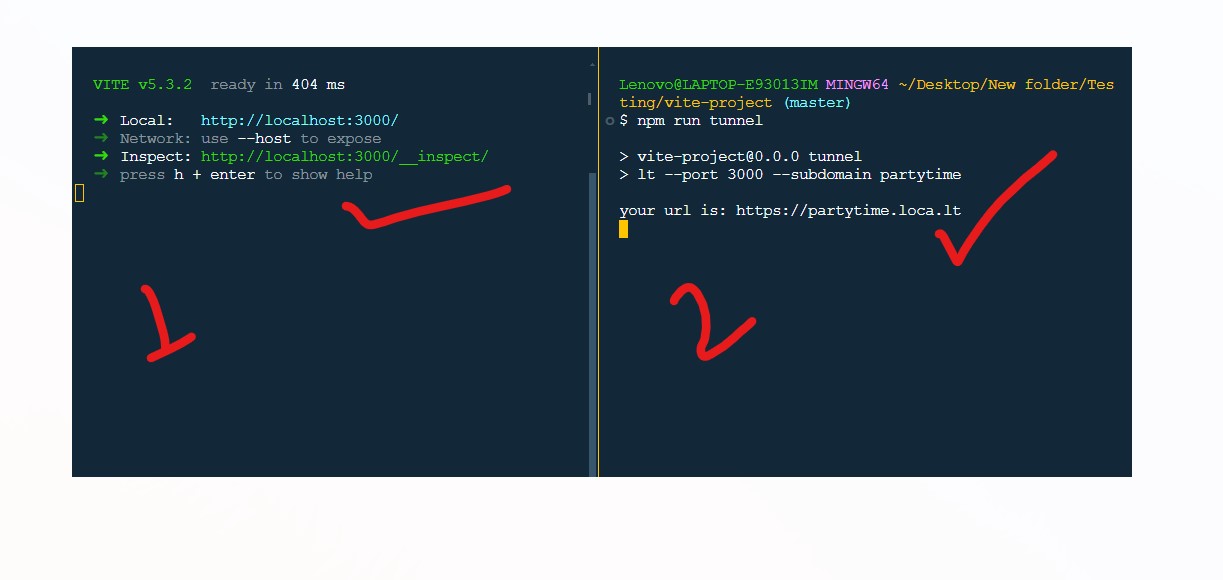 VITE v5.3.2 ready in 404 ms
➜ Local: http://localhost:3000/
➜ Network: use --host to expose
➜ Inspect: http://localhost:3000/__inspect/
➜ press h + enter to show help
1
Lenovo@LAPTOP-E93013IM MINGW64 ~/Desktop/New folder/Tes
ting/vite-project (master)
$ npm run tunnel
> vite-project@0.0.0 tunnel
> lt --port 3000 --subdomain partytime
your url is: https://partytime.loca.lt
2